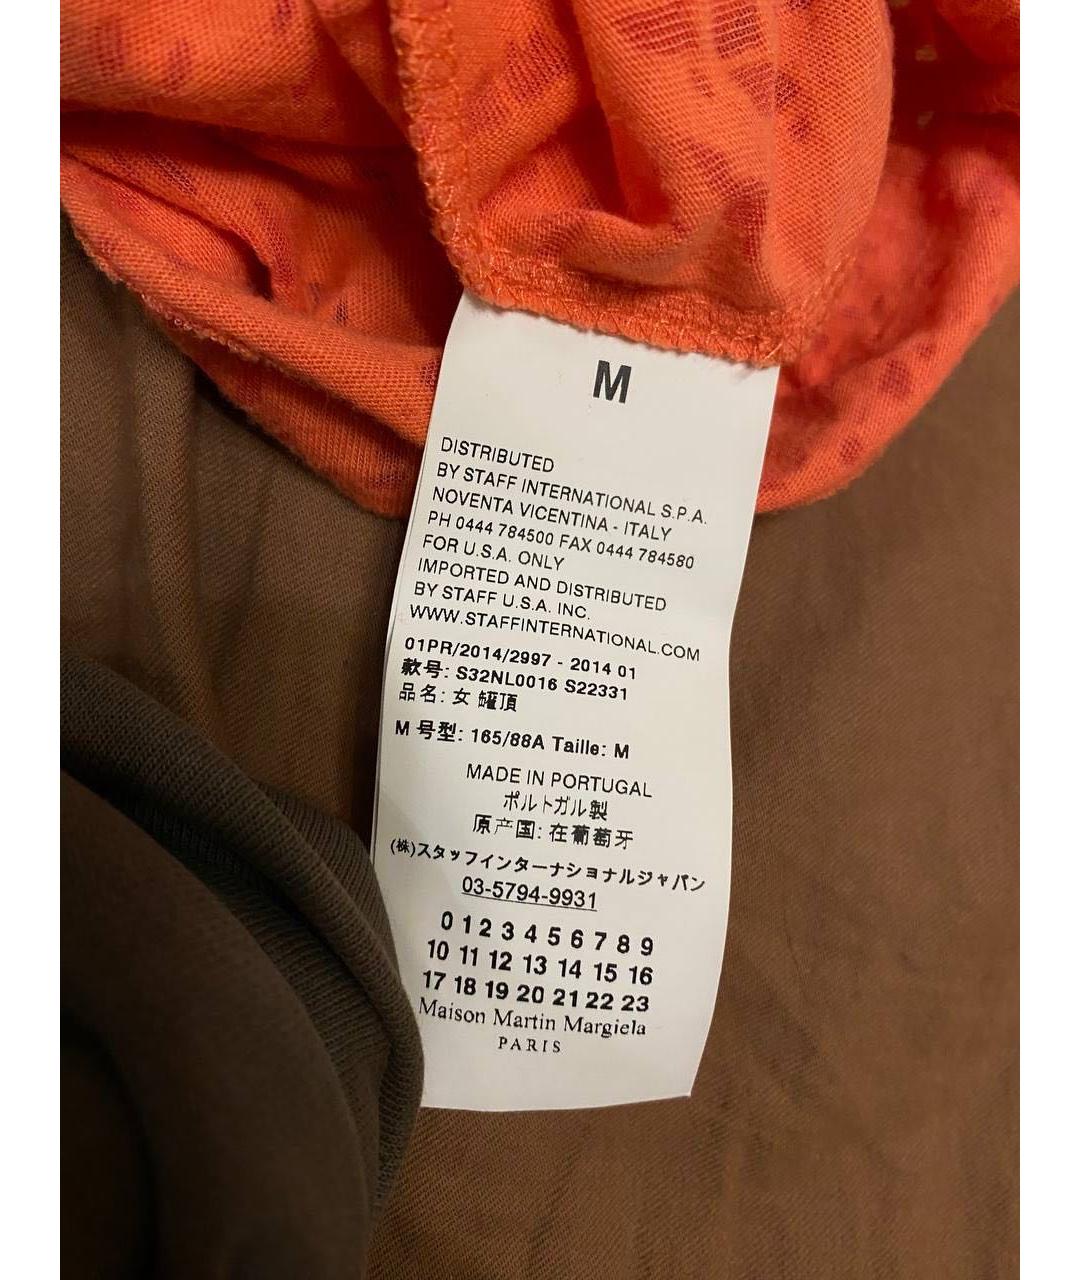 M
DISTRIBUTED
BY STAFF INTERNATIONAL S.P.A.
NOVENTA VICENTINA - ITALY
PH 0444 784500 FAX 0444 784580
FOR U.S.A. ONLY
IMPORTED AND DISTRIBUTED
BY STAFF U.S.A. INC.
WWW.STAFFINTERNATIONAL.COM
01PR/2014/2997 - 2014 01
款号: S32NL0016 S22331
品名: 女 罐頂
M 号型: 165/88A Taille: M
MADE IN PORTUGAL
ポルトガル製
原产国: 在葡萄牙
(株)スタッフインターナショナルジャパン
03-5794-9931
0 1 2 3 4 5 6 7 8 9
10 11 12 13 14 15 16
17 18 19 20 21 22 23
Maison Martin Margiela
PARIS